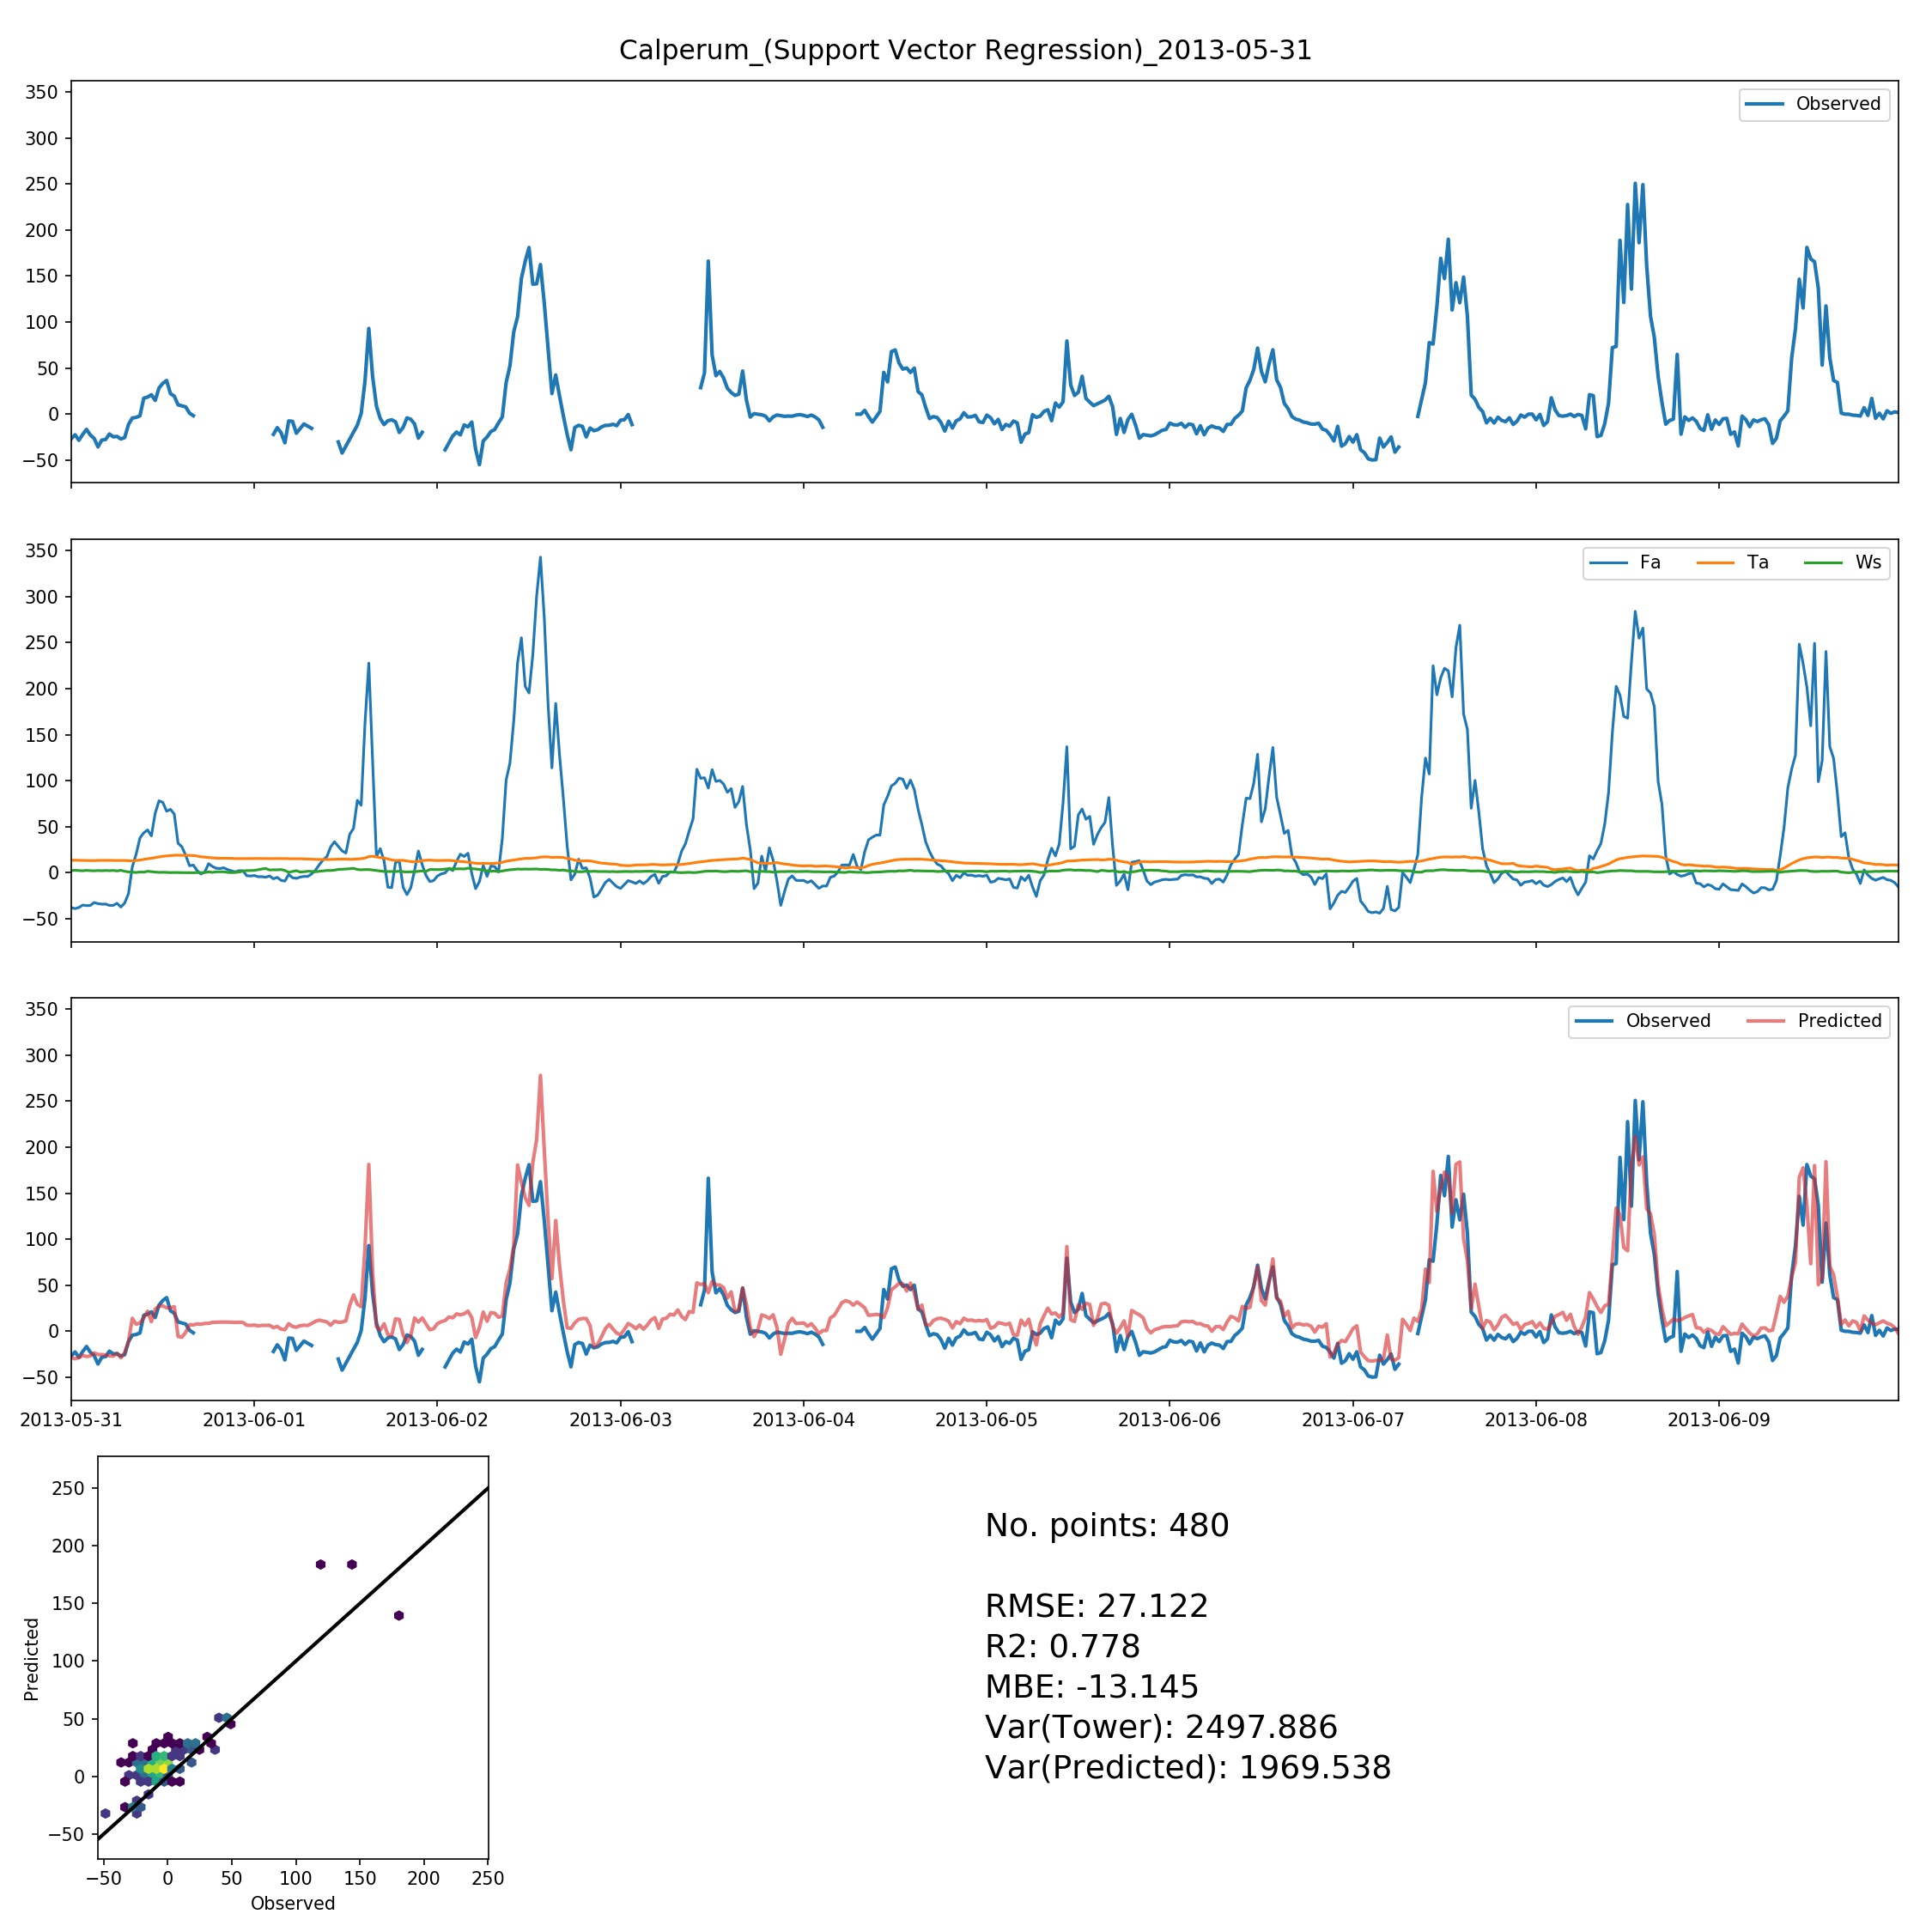 Calperum_(Support Vector Regression)_2013-05-31
350
300
250
200
150
100
50
0
−50
Observed
350
300
250
200
150
100
50
0
−50
Fa Ta Ws
350
300
250
200
150
100
50
0
−50
Observed Predicted
2013-05-31 2013-06-01 2013-06-02 2013-06-03 2013-06-04 2013-06-05 2013-06-06 2013-06-07 2013-06-08 2013-06-09
Predicted
250
200
150
100
50
0
−50
−50 0 50 100 150 200 250
Observed
No. points: 480
RMSE: 27.122
R2: 0.778
MBE: -13.145
Var(Tower): 2497.886
Var(Predicted): 1969.538